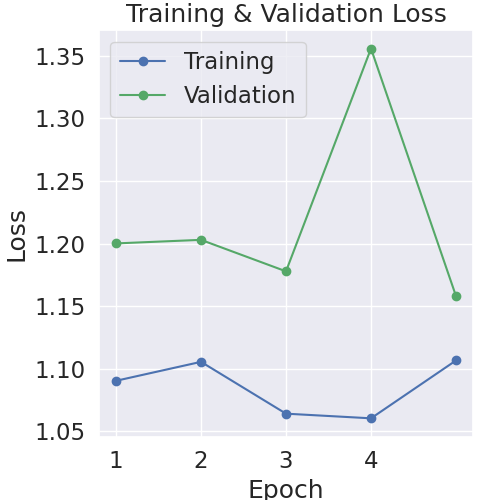 Training & Validation Loss
Training
Validation
1.35
1.30
1.25
1.20
1.15
1.10
1.05
Loss
1 2 3 4
Epoch